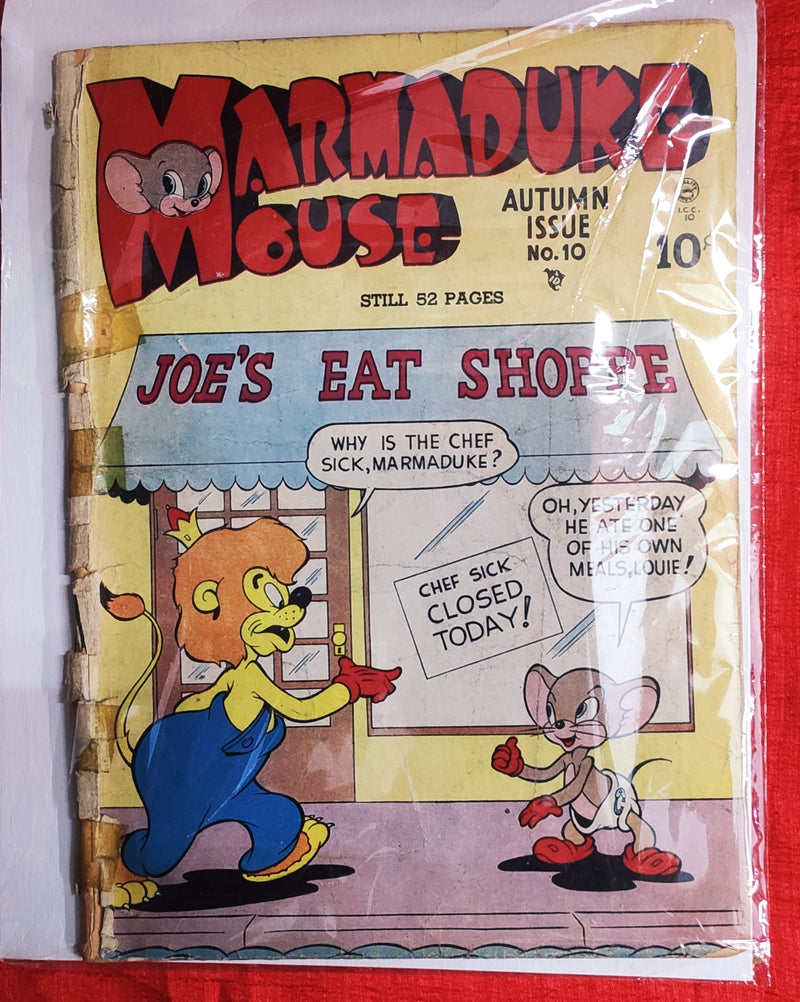 MARMADUKE
MOUSE
AUTUMN
ISSUE
No.10
I.C.C.
10
10¢
STILL 52 PAGES
JOE'S EAT SHOPPE
WHY IS THE CHEF
SICK, MARMADUKE?
OH, YESTERDAY
HE ATE ONE
OF HIS OWN
MEALS, LOUIE!
CHEF SICK
CLOSED
TODAY!